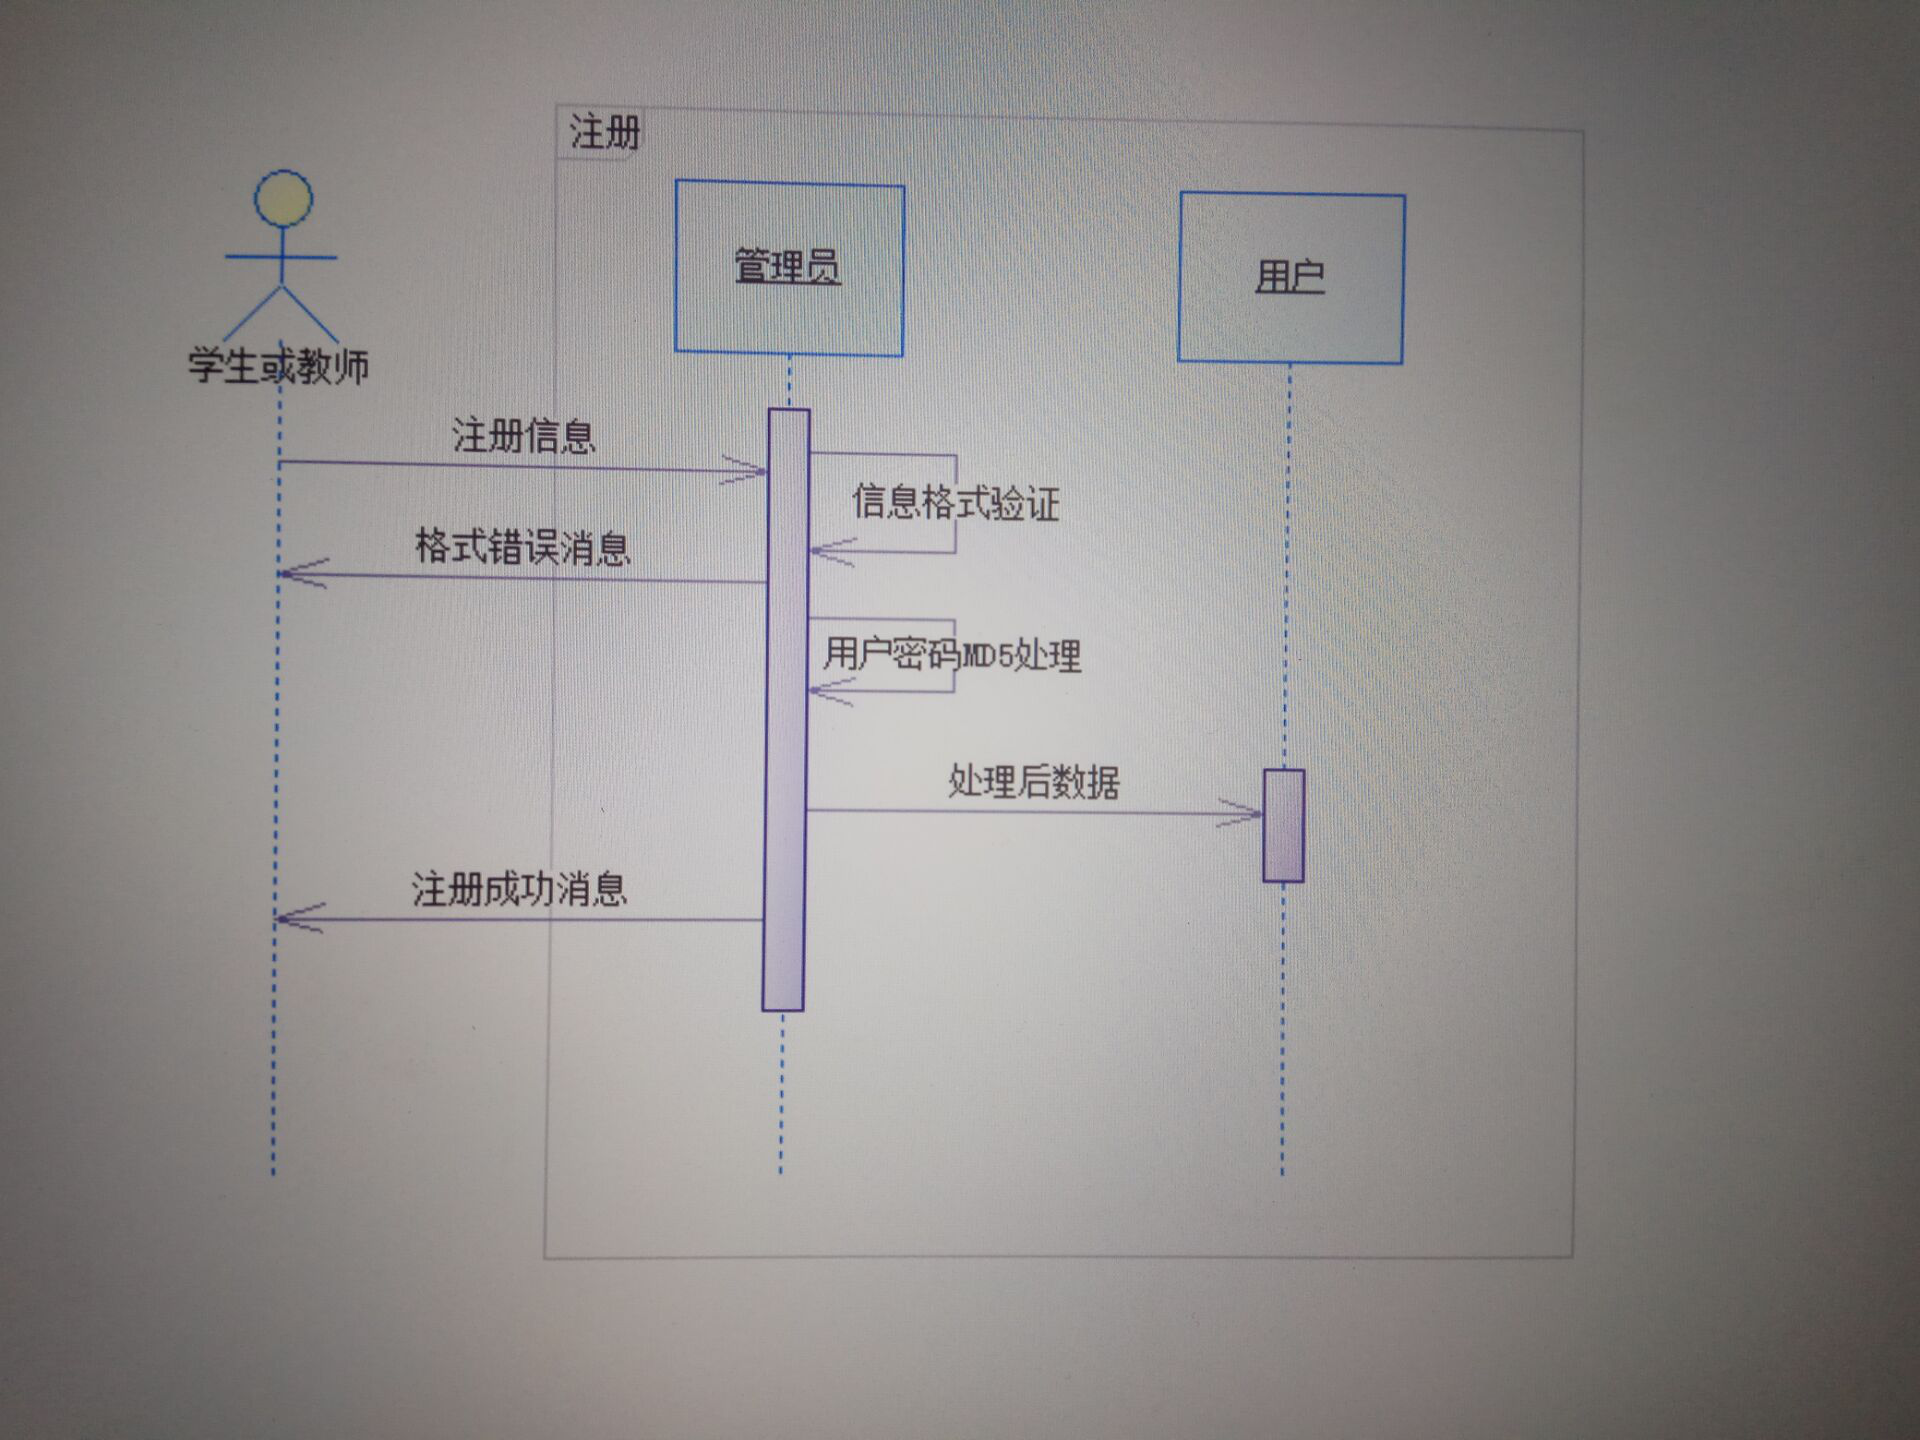 注册
管理员
用户
学生或教师
注册信息
信息格式验证
格式错误消息
用户密码MD5处理
处理后数据
注册成功消息